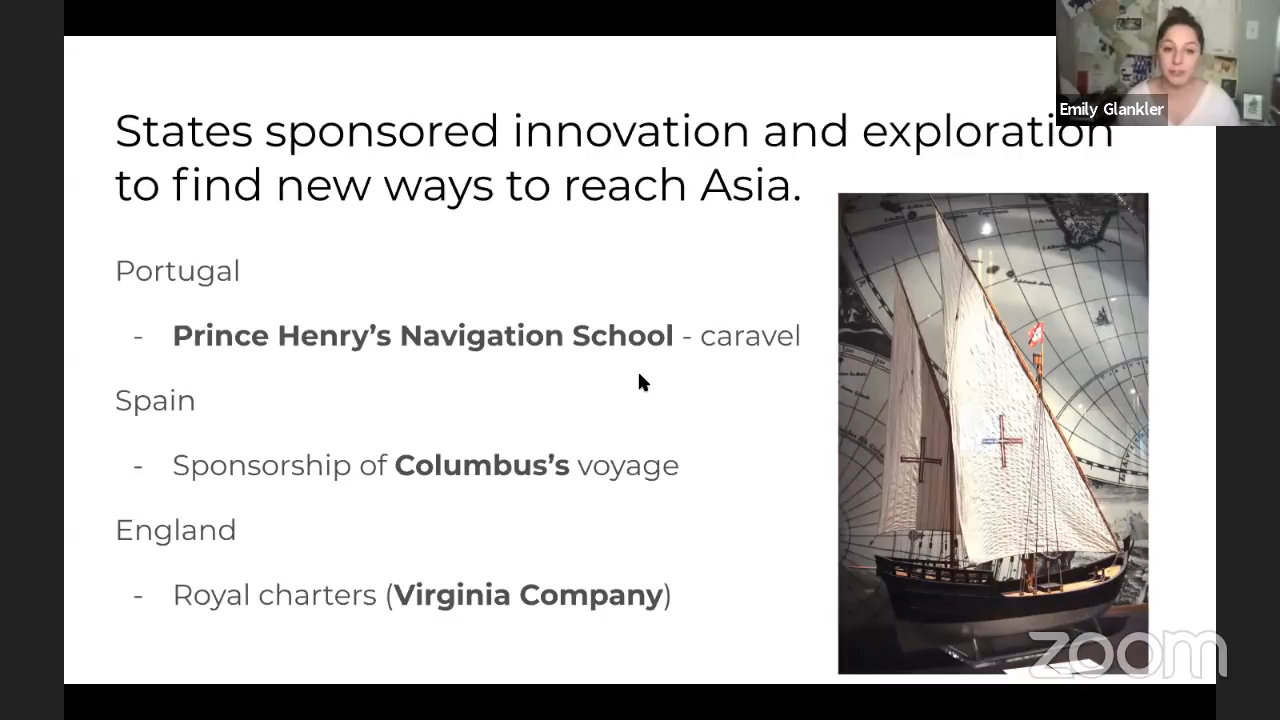 Emily Glankler
States sponsored innovation and exploration
to find new ways to reach Asia.
Portugal
- Prince Henry's Navigation School - caravel
Spain
- Sponsorship of Columbus's voyage
England
- Royal charters (Virginia Company)
zoom